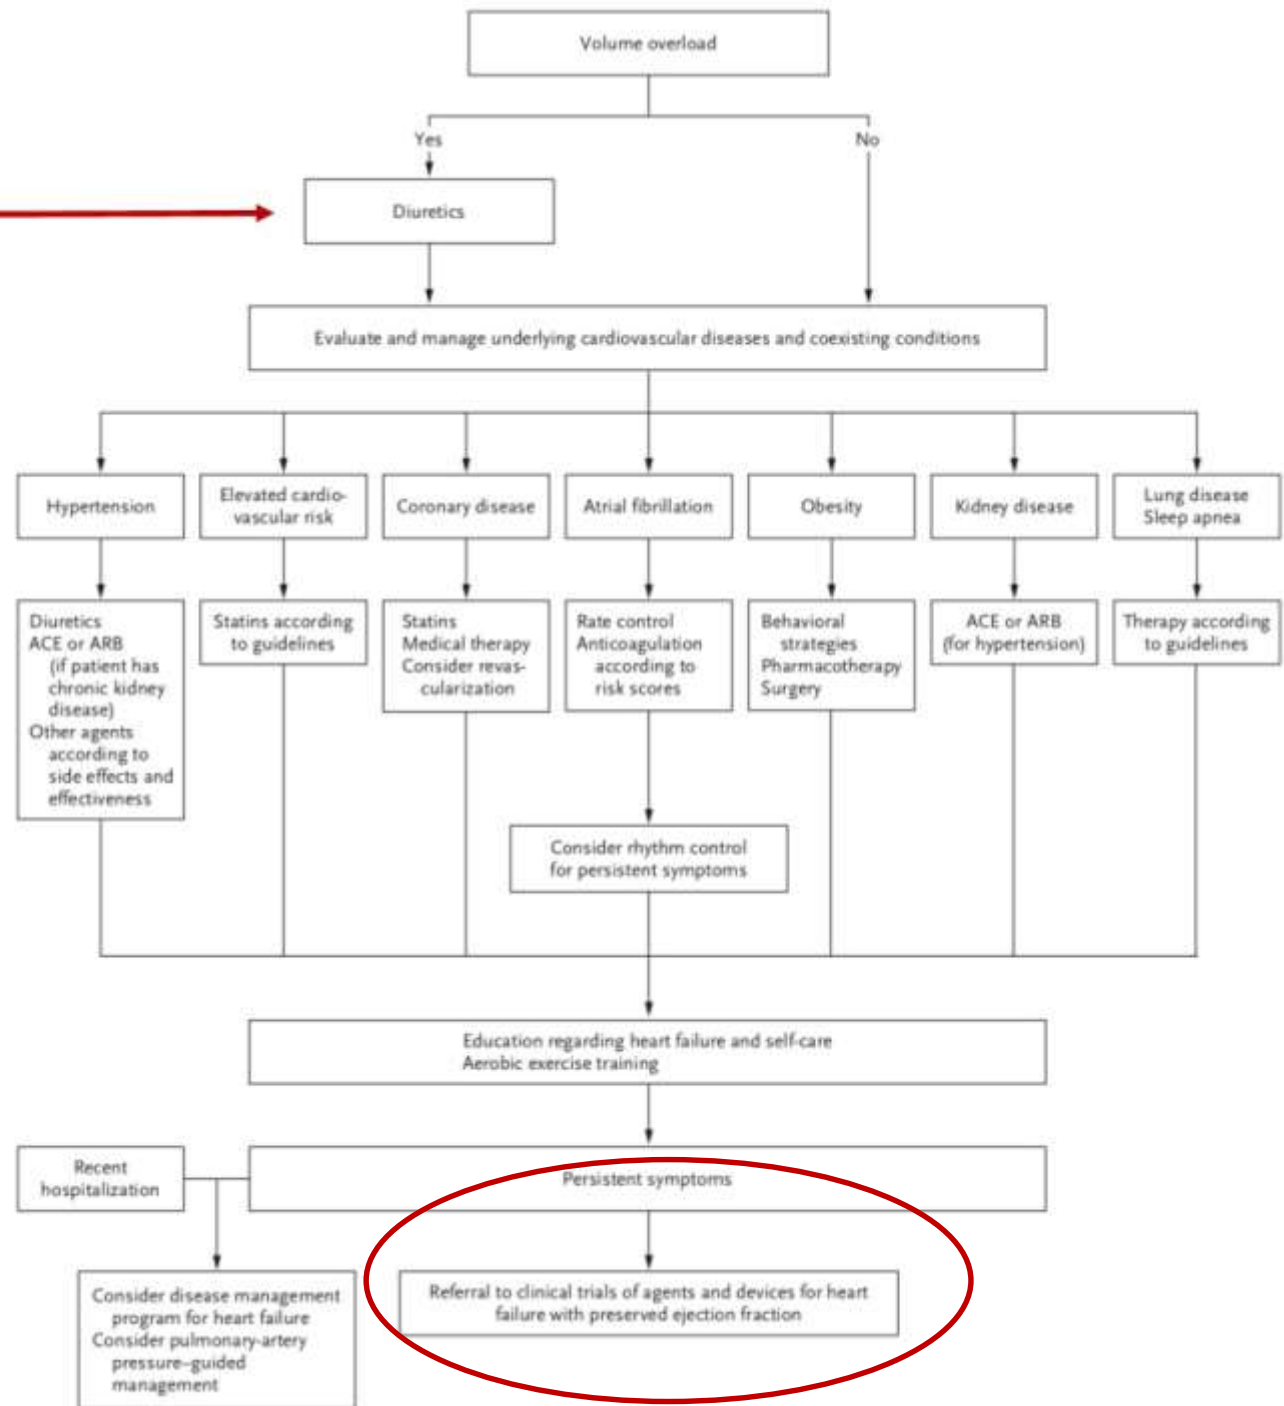 Volume overload
Yes
No
Diuretics
Evaluate and manage underlying cardiovascular diseases and coexisting conditions
Hypertension
Elevated cardio-
vascular risk
Coronary disease
Atrial fibrillation
Obesity
Kidney disease
Lung disease
Sleep apnea
Diuretics
ACE or ARB
(if patient has
chronic kidney
disease)
Other agents
according to
side effects and
effectiveness
Statins according
to guidelines
Statins
Medical therapy
Consider revas-
cularization
Rate control
Anticoagulation
according to
risk scores
Behavioral
strategies
Pharmacotherapy
Surgery
ACE or ARB
(for hypertension)
Therapy according
to guidelines
Consider rhythm control
for persistent symptoms
Education regarding heart failure and self-care
Aerobic exercise training
Recent
hospitalization
Persistent symptoms
Consider disease management
program for heart failure
Consider pulmonary-artery
pressure–guided
management
Referral to clinical trials of agents and devices for heart
failure with preserved ejection fraction